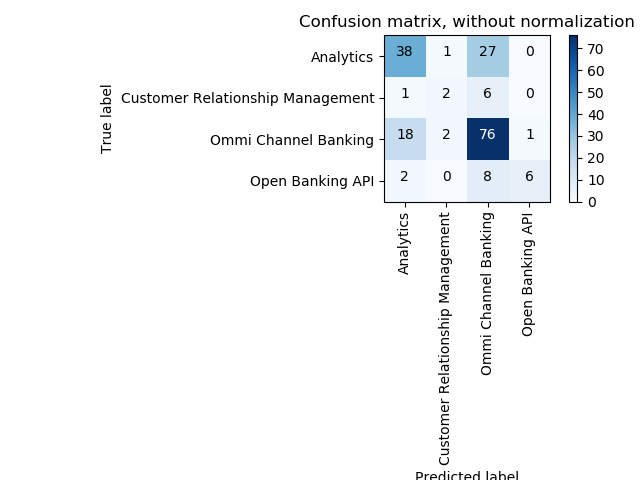 Confusion matrix, without normalization
True label
Analytics 38 1 27 0
Customer Relationship Management 1 2 6 0
Ommi Channel Banking 18 2 76 1
Open Banking API 2 0 8 6
Analytics
Customer Relationship Management
Ommi Channel Banking
Open Banking API
Predicted label
70
60
50
40
30
20
10
0